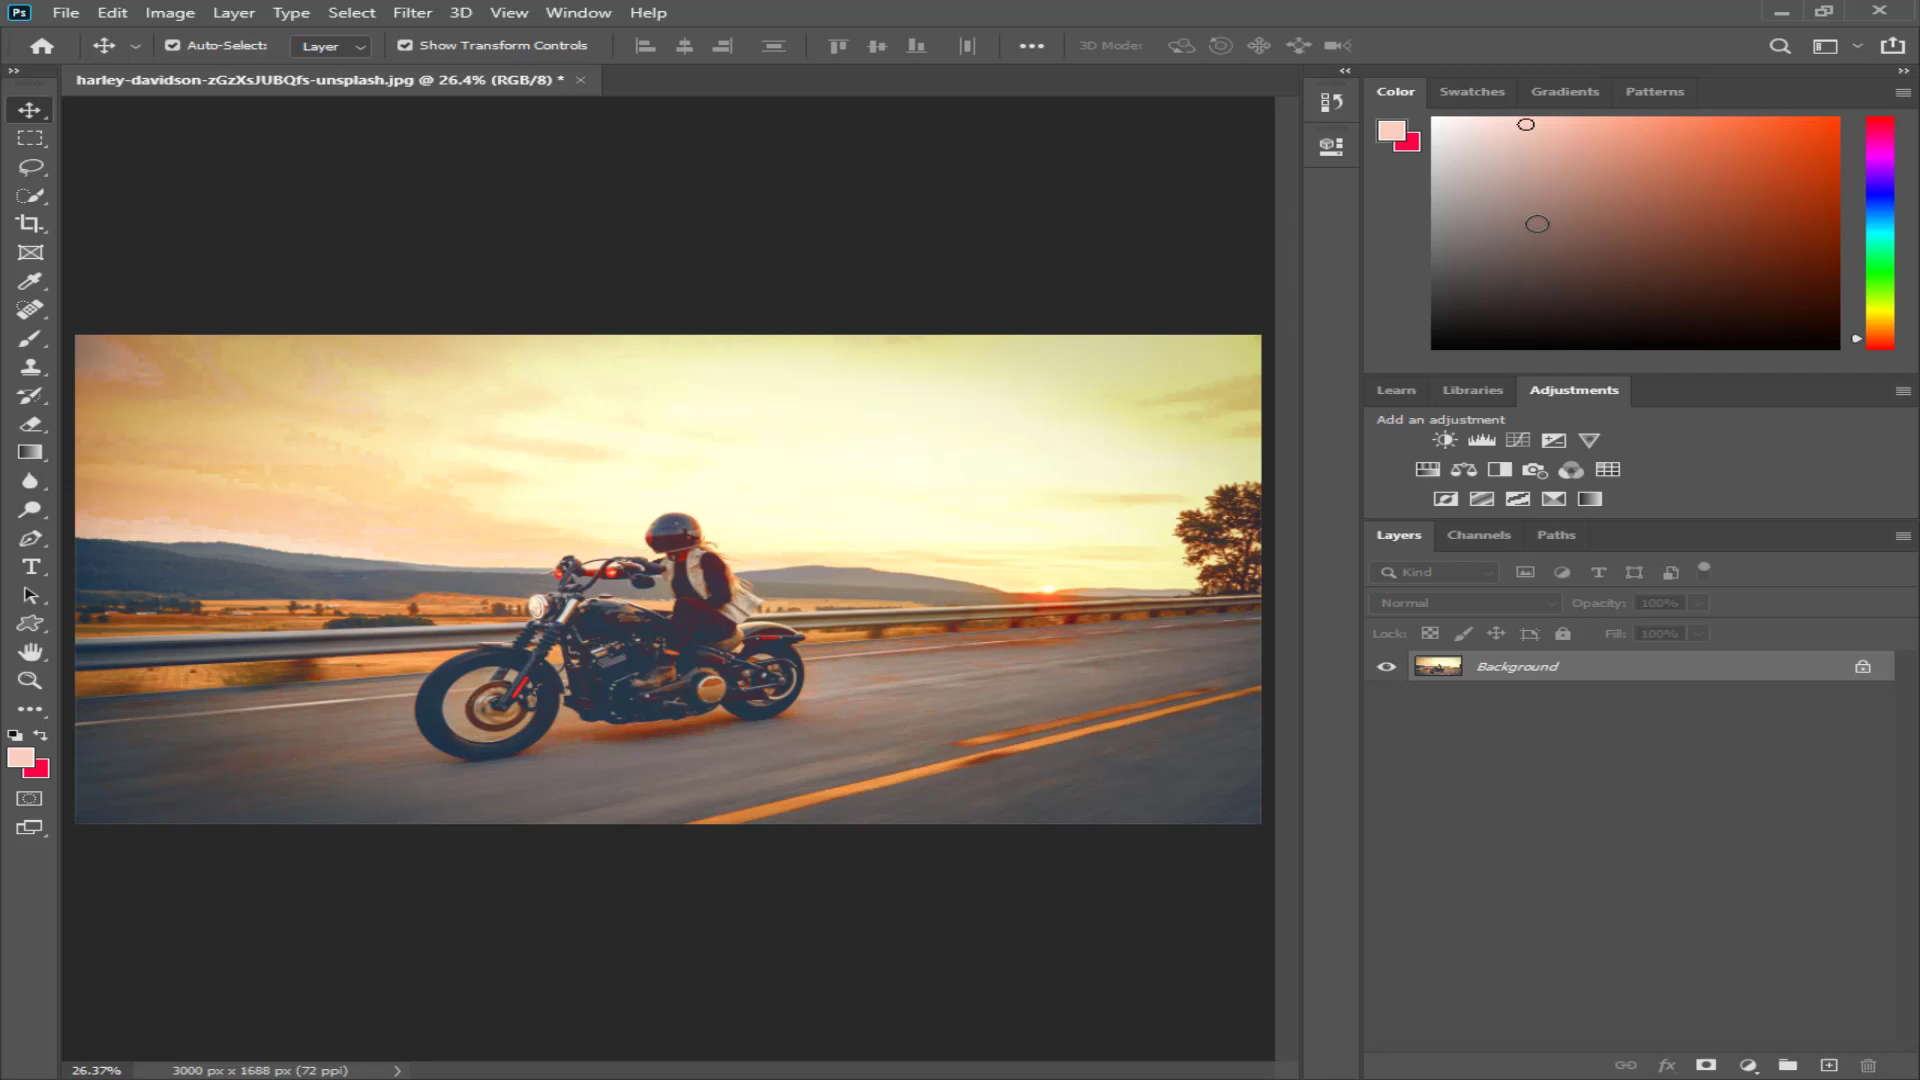 Ps File Edit Image Layer Type Select Filter 3D View Window Help
Auto-Select: Layer Show Transform Controls 3D Mode:
harley-davidson-zGzXsJUBQfs-unsplash.jpg @ 26.4% (RGB/8) *
Color Swatches Gradients Patterns
Learn Libraries Adjustments
Add an adjustment
Layers Channels Paths
Kind
Normal Opacity: 100%
Lock: Fill: 100%
Background
26.37% 3000 px x 1688 px (72 ppi)
fx